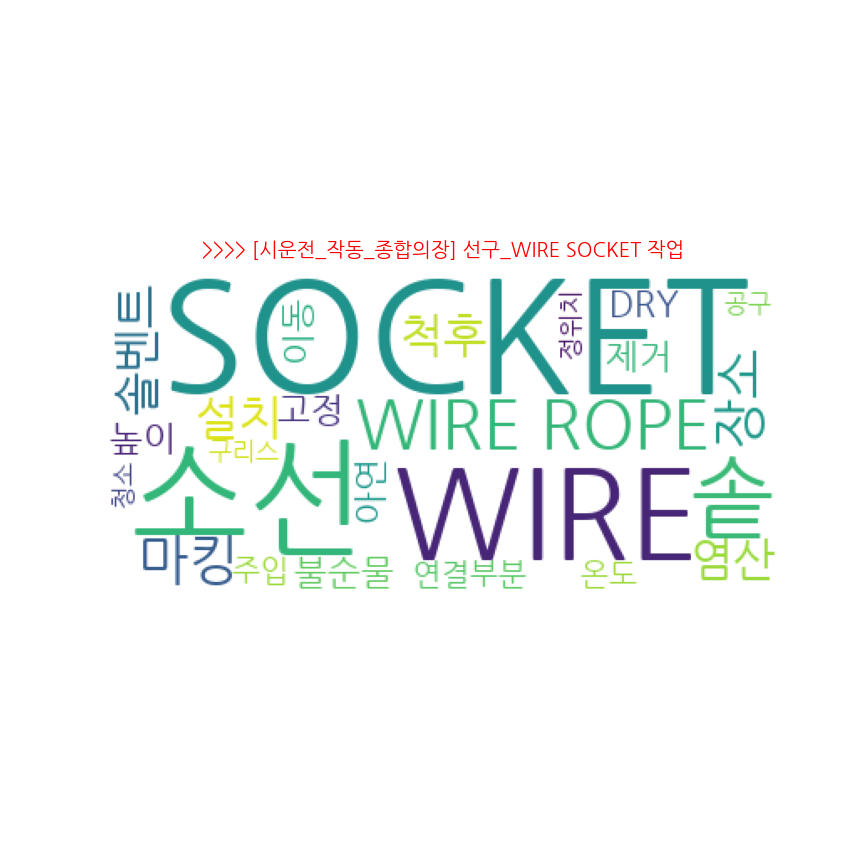 >>>> [시운전_작동_종합의장] 선구_WIRE SOCKET 작업
SOCKET
솔벤트
이동
척후
정위치
DRY
공구
제거
장소
설치
고정
WIRE ROPE
높이
구리스
청소
소선
아연
WIRE
솥
마킹
주입
불순물
연결부분
온도
염산